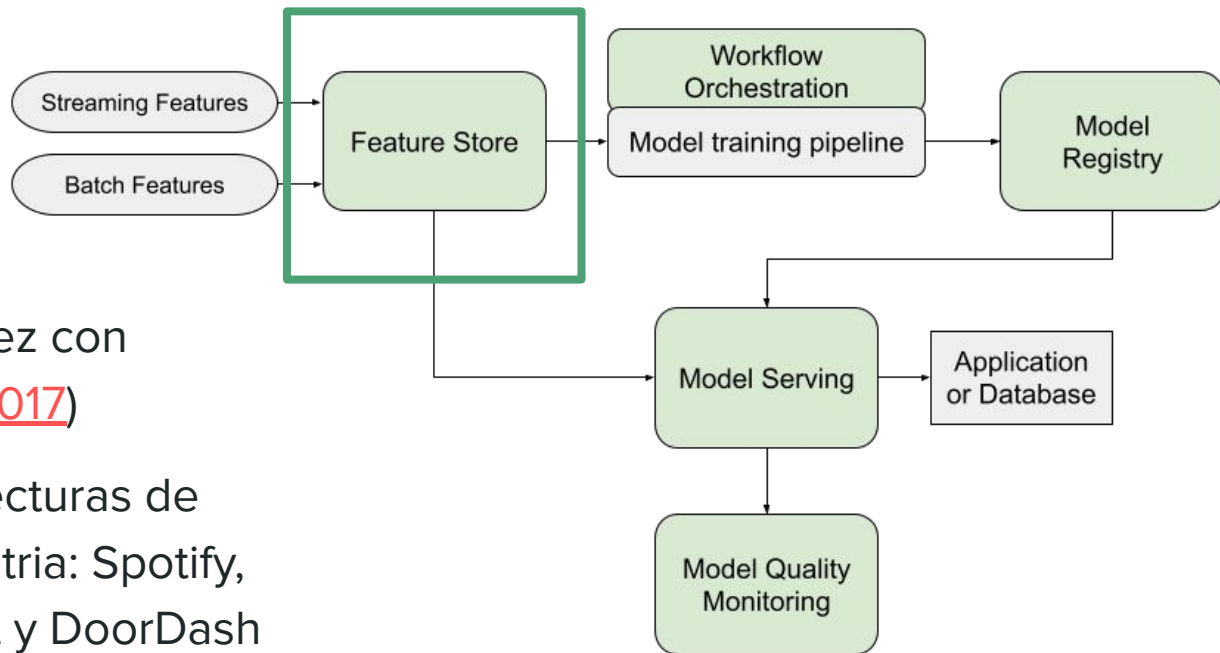 Streaming Features
Batch Features
Feature Store
Workflow
Orchestration
Model training pipeline
Model
Registry
Model Serving
Application
or Database
Model Quality
Monitoring
ez con
017)
ecturas de
tria: Spotify,
y DoorDash